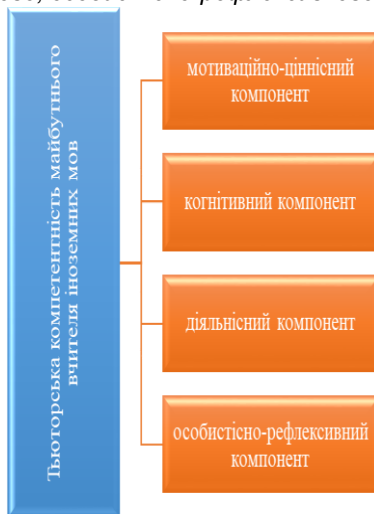 Тьюторська компетентність майбутнього
вчителя іноземних мов
мотиваційно-ціннісний
компонент
когнітивний компонент
діяльнісний компонент
особистісно-рефлексивний
компонент